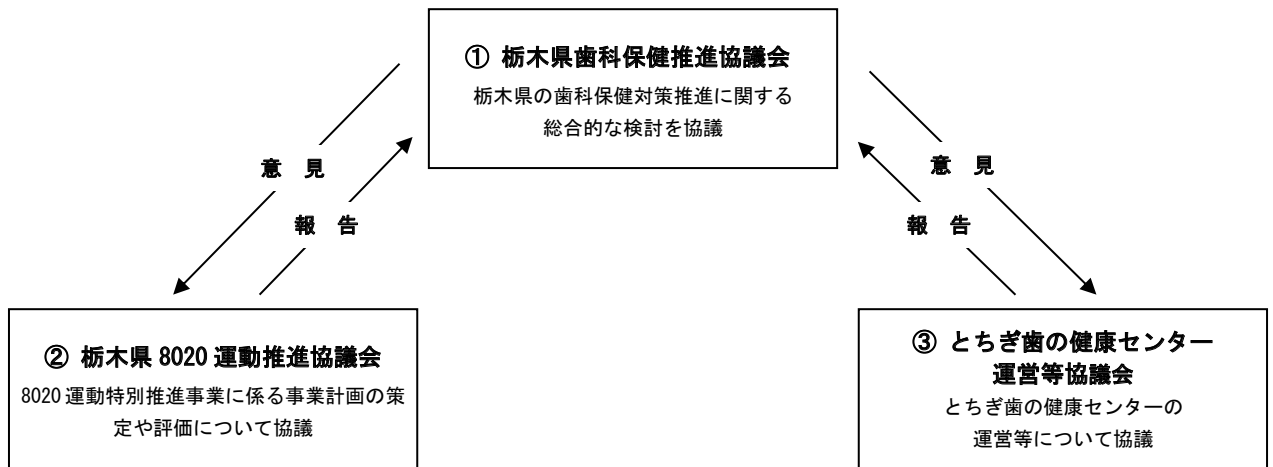 ① 栃木県歯科保健推進協議会
栃木県の歯科保健対策推進に関する
総合的な検討を協議
意 見
報 告
意 見
報 告
② 栃木県 8020 運動推進協議会
8020 運動特別推進事業に係る事業計画の策
定や評価について協議
③ とちぎ歯の健康センター
運営等協議会
とちぎ歯の健康センターの
運営等について協議